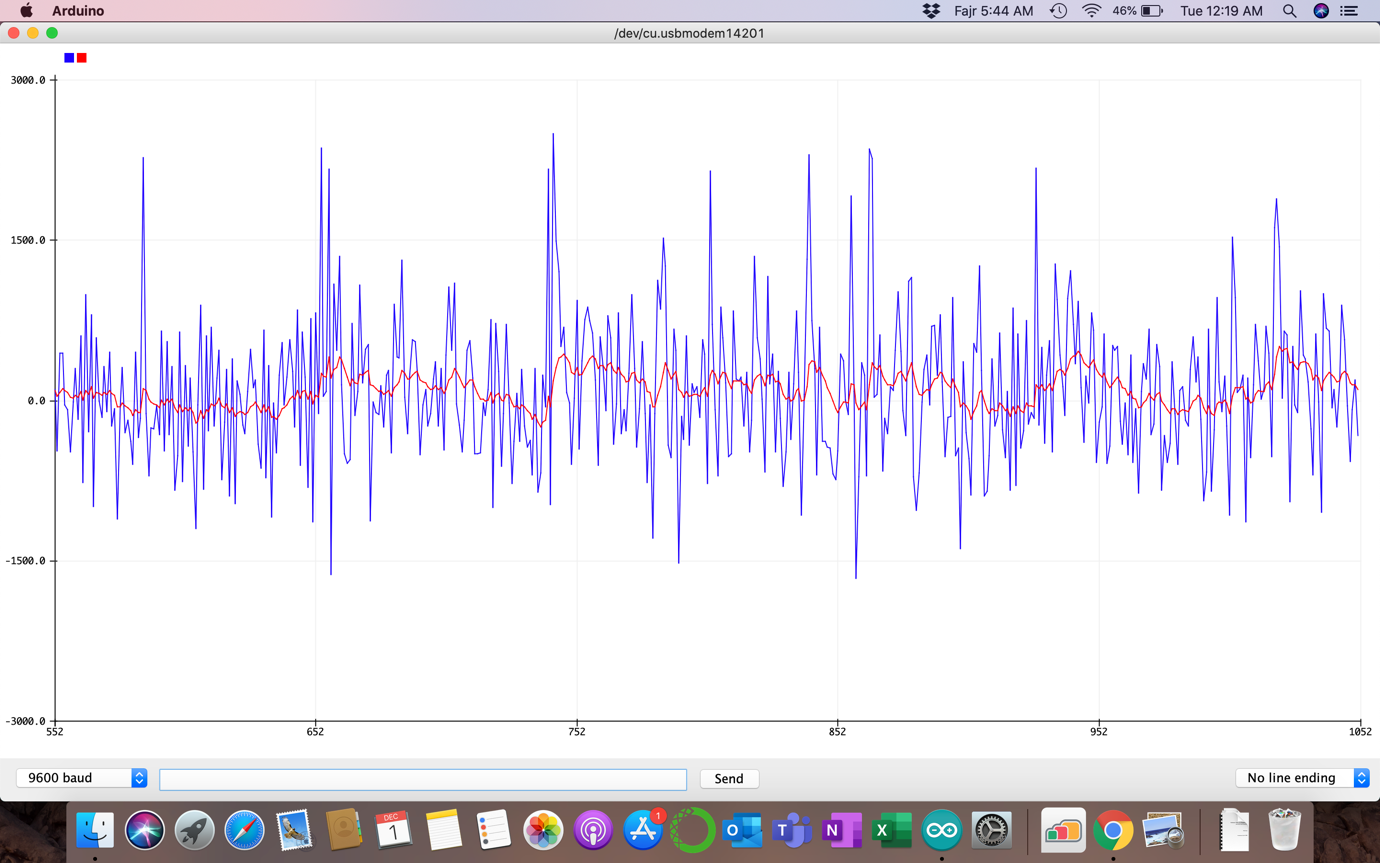 Arduino Fajr 5:44 AM 46% Tue 12:19 AM
/dev/cu.usbmodem14201
3000.0
1500.0
0.0
-1500.0
-3000.0
552 652 752 852 952 1052
9600 baud Send No line ending
DEC
1
1
O T N X